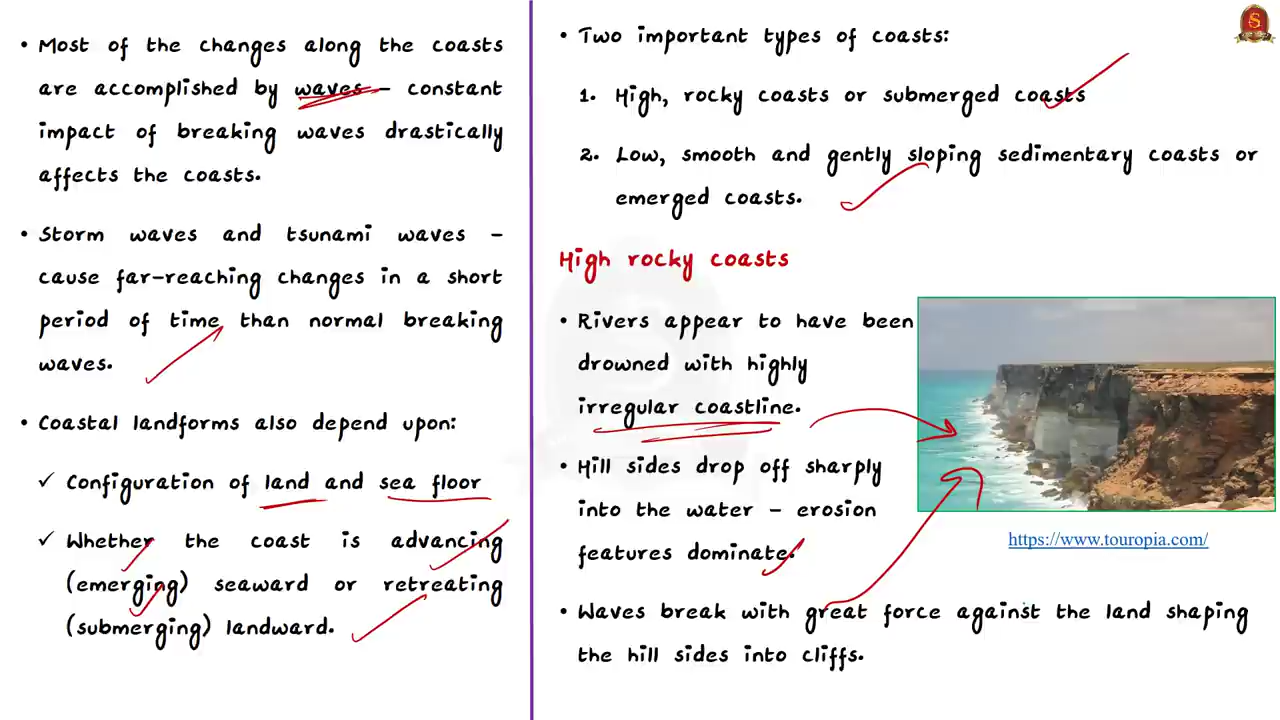 • Most of the changes along the coasts
are accomplished by waves – constant
impact of breaking waves drastically
affects the coasts.
• Storm waves and tsunami waves –
cause far-reaching changes in a short
period of time than normal breaking
waves.
• Coastal landforms also depend upon:
✓ Configuration of land and sea floor
✓ Whether the coast is advancing
(emerging) seaward or retreating
(submerging) landward.
• Two important types of coasts:
1. High, rocky coasts or submerged coasts
2. Low, smooth and gently sloping sedimentary coasts or
emerged coasts.
High rocky coasts
• Rivers appear to have been
drowned with highly
irregular coastline.
• Hill sides drop off sharply
into the water – erosion
features dominate.
• Waves break with great force against the land shaping
the hill sides into cliffs.
https://www.touropia.com/
S